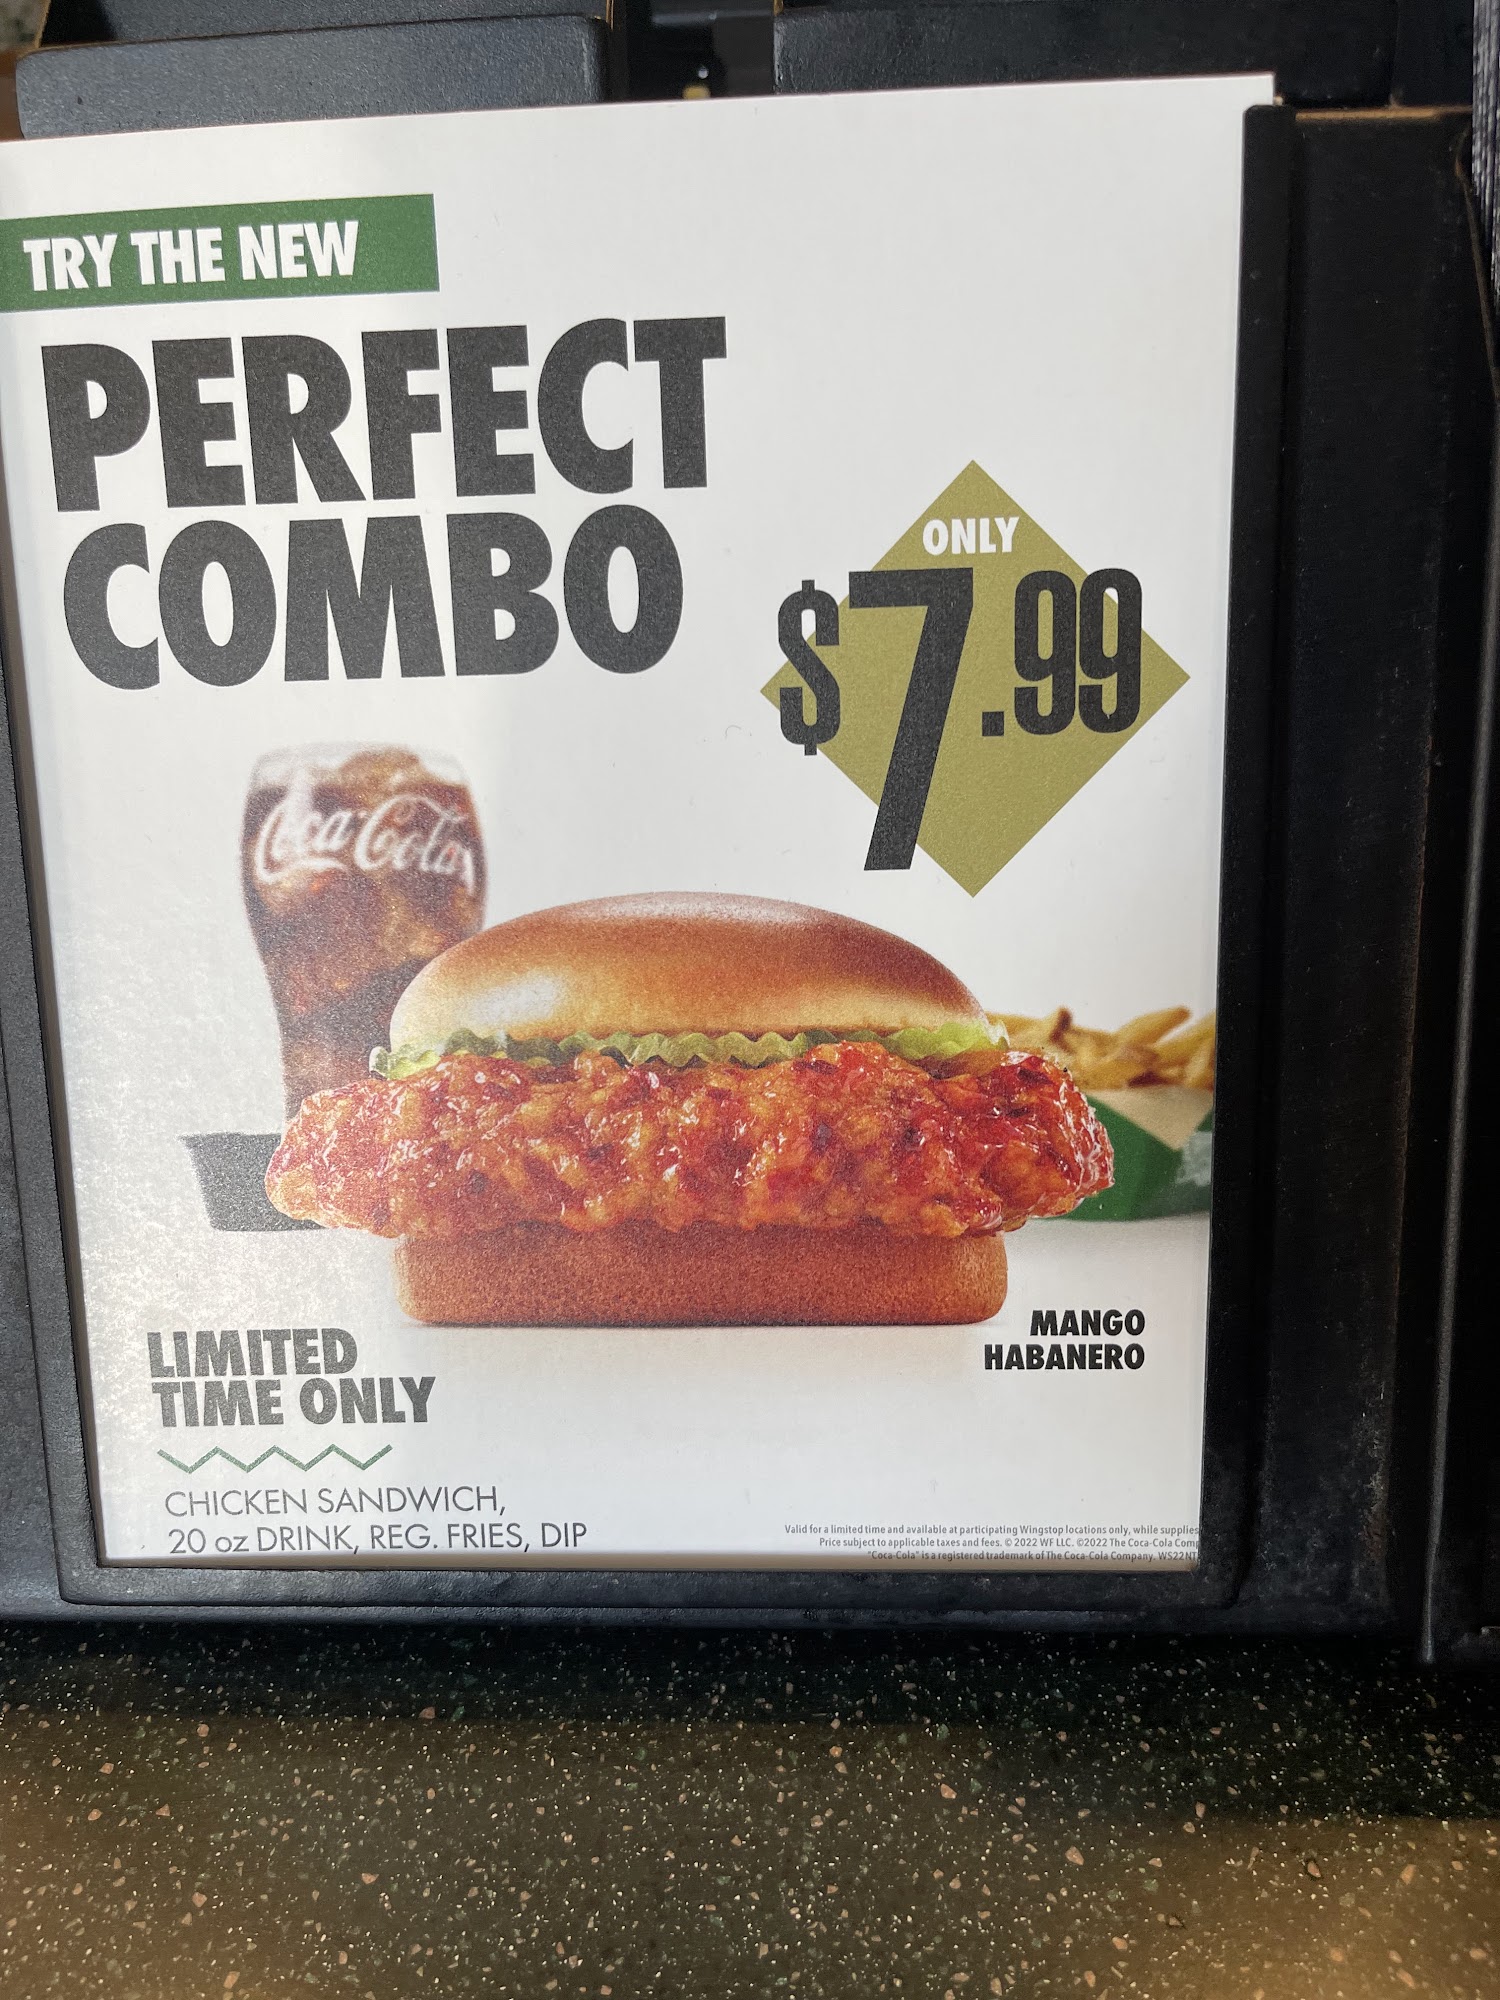 TRY THE NEW
PERFECT
COMBO
ONLY
$7.99
Coca-Cola
MANGO
HABANERO
LIMITED
TIME ONLY
CHICKEN SANDWICH,
20 oz DRINK, REG. FRIES, DIP
Valid for a limited time and available at participating Wingstop locations only, while supplies
Price subject to applicable taxes and fees. © 2022 WF LLC. ©2022 The Coca-Cola Comp
"Coca-Cola" is a registered trademark of The Coca-Cola Company. WS22NT